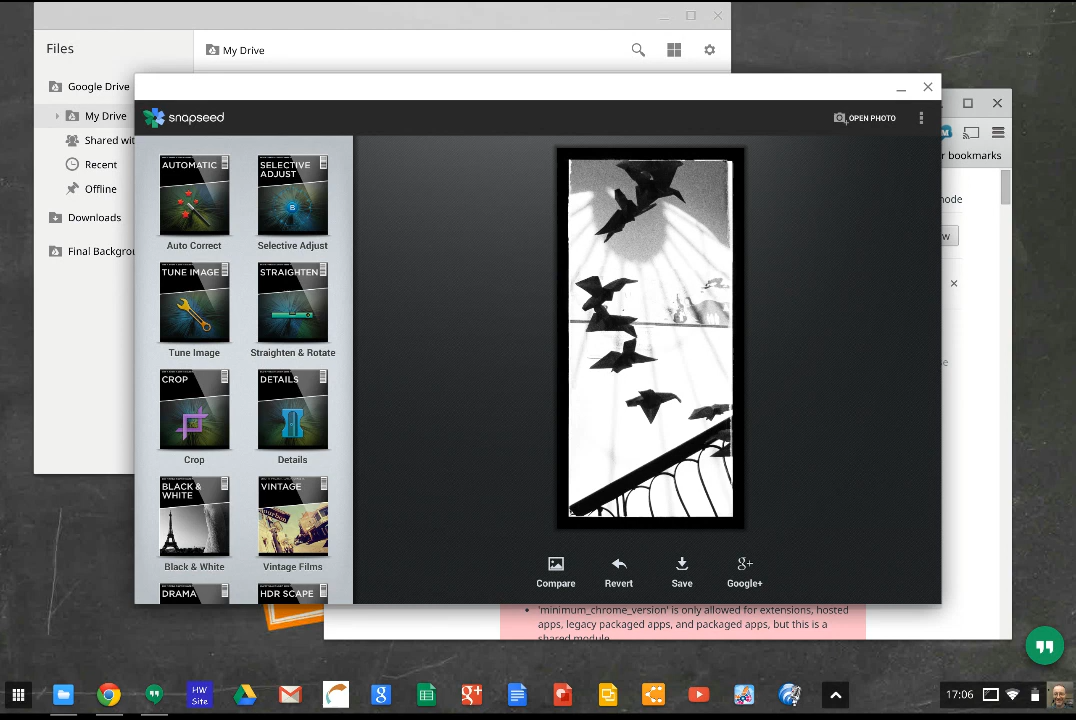 Files
My Drive
Google Drive
My Drive
Shared wit
Recent
Offline
Downloads
Final Backgrou
snapseed
OPEN PHOTO
AUTOMATIC
Auto Correct
SELECTIVE
ADJUST
Selective Adjust
TUNE IMAGE
Tune Image
STRAIGHTEN
Straighten & Rotate
CROP
Crop
DETAILS
Details
BLACK &
WHITE
Black & White
VINTAGE
Bourbon
Vintage Films
DRAMA
HDR SCAPE
Compare
Revert
Save
Google+
r bookmarks
node
w
se
'minimum_chrome_version' is only allowed for extensions, hosted
apps, legacy packaged apps, and packaged apps, but this is a
shared module.
HW
Site
17:06